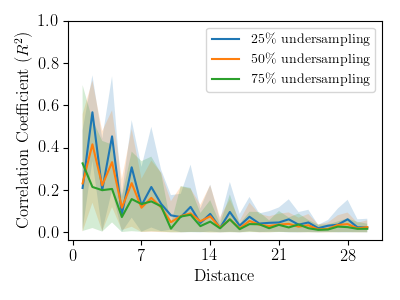 1.0
0.8
0.6
0.4
0.2
0.0
Correlation Coefficient (R²)
25% undersampling
50% undersampling
75% undersampling
0 7 14 21 28
Distance